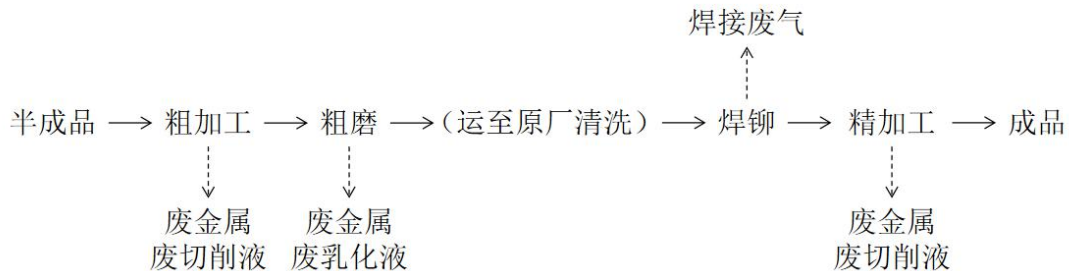 焊接废气
半成品 → 粗加工 → 粗磨 → （运至原厂清洗） → 焊铆 → 精加工 → 成品
废金属 废金属 废金属
废切削液 废乳化液 废切削液